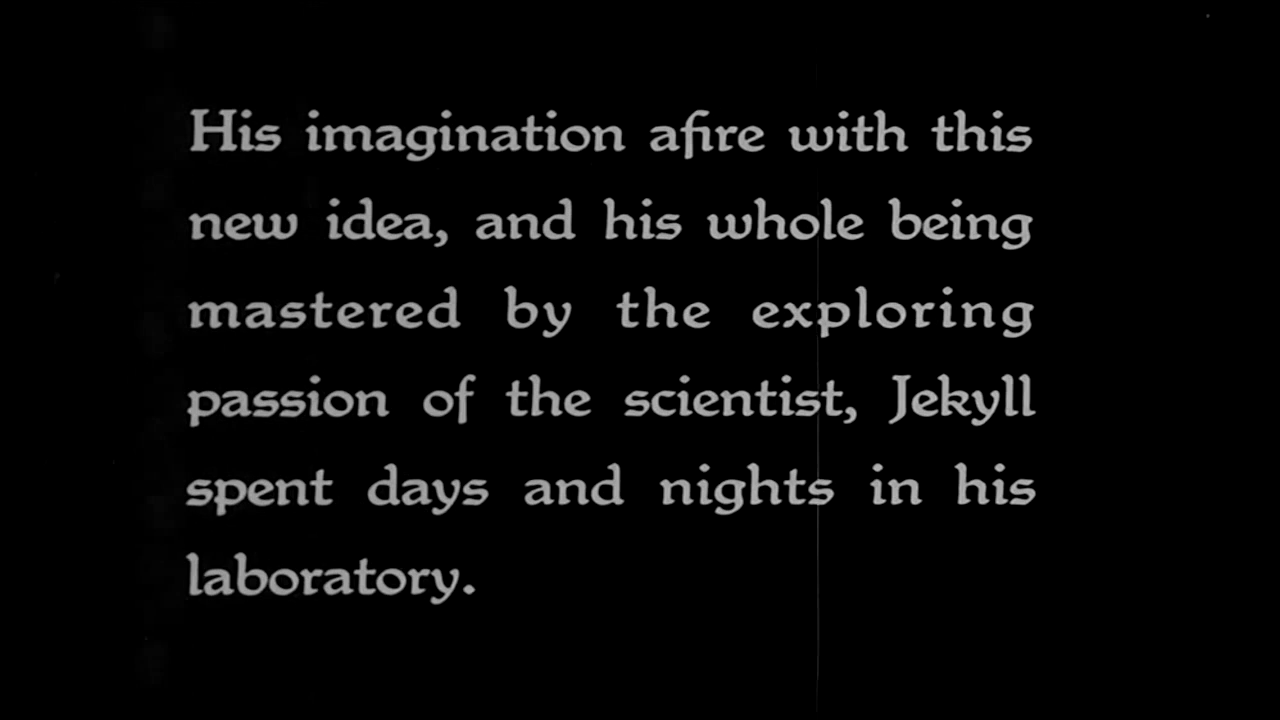 His imagination afire with this
new idea, and his whole being
mastered by the exploring
passion of the scientist, Jekyll
spent days and nights in his
laboratory.